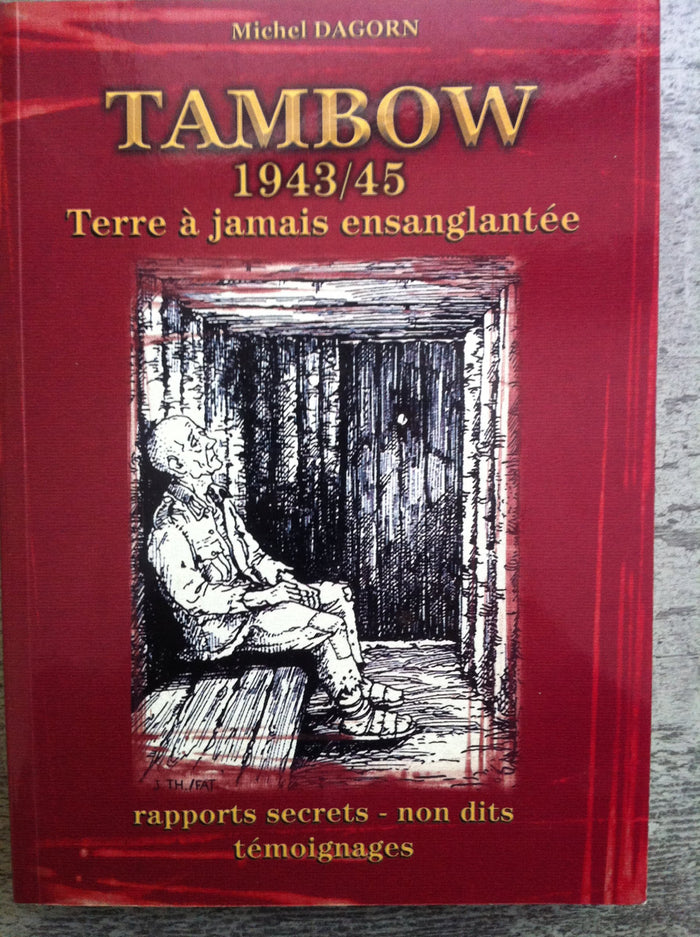 Michel DAGORN
TAMBOW
1943/45
Terre à jamais ensanglantée
rapports secrets - non dits
témoignages